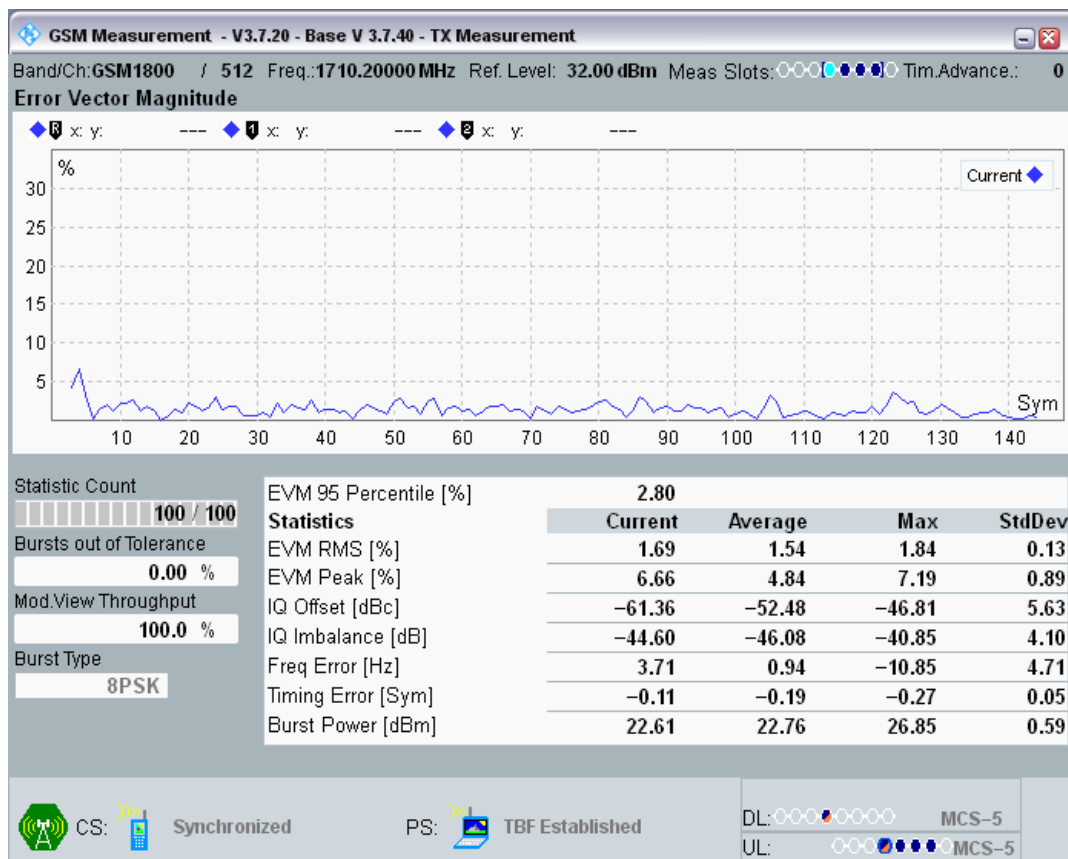 GSM Measurement - V3.7.20 - Base V 3.7.40 - TX Measurement
Band/Ch:GSM1800 / 512 Freq.:1710.20000 MHz Ref. Level: 32.00 dBm Meas Slots: Tim.Advance.: 0
Error Vector Magnitude
R x: y: --- 1 x: y: --- 2 x: y: ---
%
Current
30
25
20
15
10
5
Sym
10 20 30 40 50 60 70 80 90 100 110 120 130 140
Statistic Count
100 / 100
Bursts out of Tolerance
0.00 %
Mod.View Throughput
100.0 %
Burst Type
8PSK
EVM 95 Percentile [%] 2.80
Statistics Current Average Max StdDev
EVM RMS [%] 1.69 1.54 1.84 0.13
EVM Peak [%] 6.66 4.84 7.19 0.89
IQ Offset [dBc] −61.36 −52.48 −46.81 5.63
IQ Imbalance [dB] −44.60 −46.08 −40.85 4.10
Freq Error [Hz] 3.71 0.94 −10.85 4.71
Timing Error [Sym] −0.11 −0.19 −0.27 0.05
Burst Power [dBm] 22.61 22.76 26.85 0.59
CS: Synchronized PS: TBF Established
DL: MCS−5
UL: MCS−5